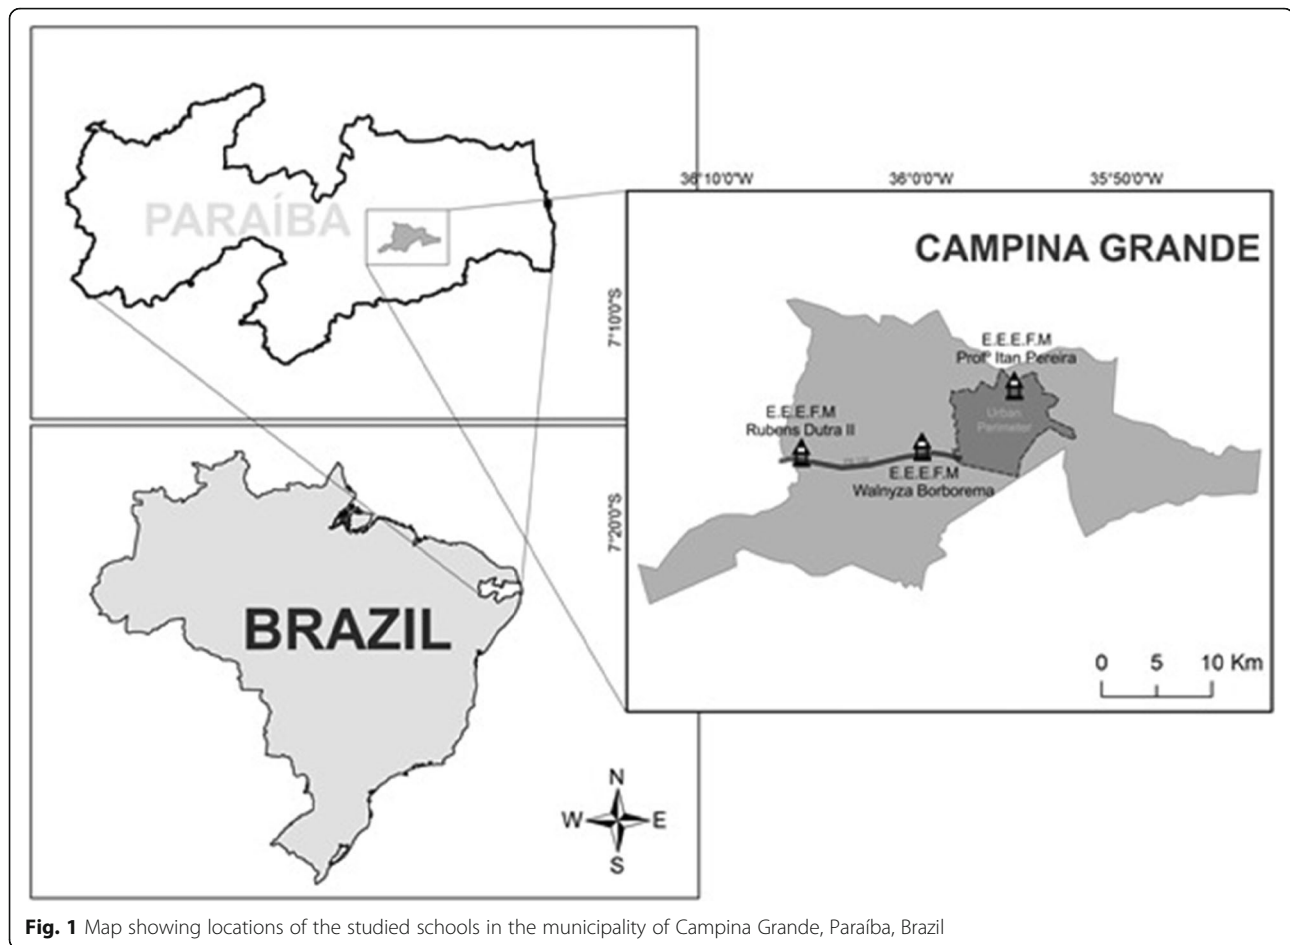 PARAÍBA
36°10'0"W 36°0'0"W 35°50'0"W
CAMPINA GRANDE
7°10'0"S
7°20'0"S
E.E.E.F.M
Profº Itan Pereira
Urban
Perimeter
E.E.E.F.M
Rubens Dutra II
E.E.E.F.M
Walnyza Borborema
0 5 10 Km
BRAZIL
N
W E
S
Fig. 1 Map showing locations of the studied schools in the municipality of Campina Grande, Paraíba, Brazil